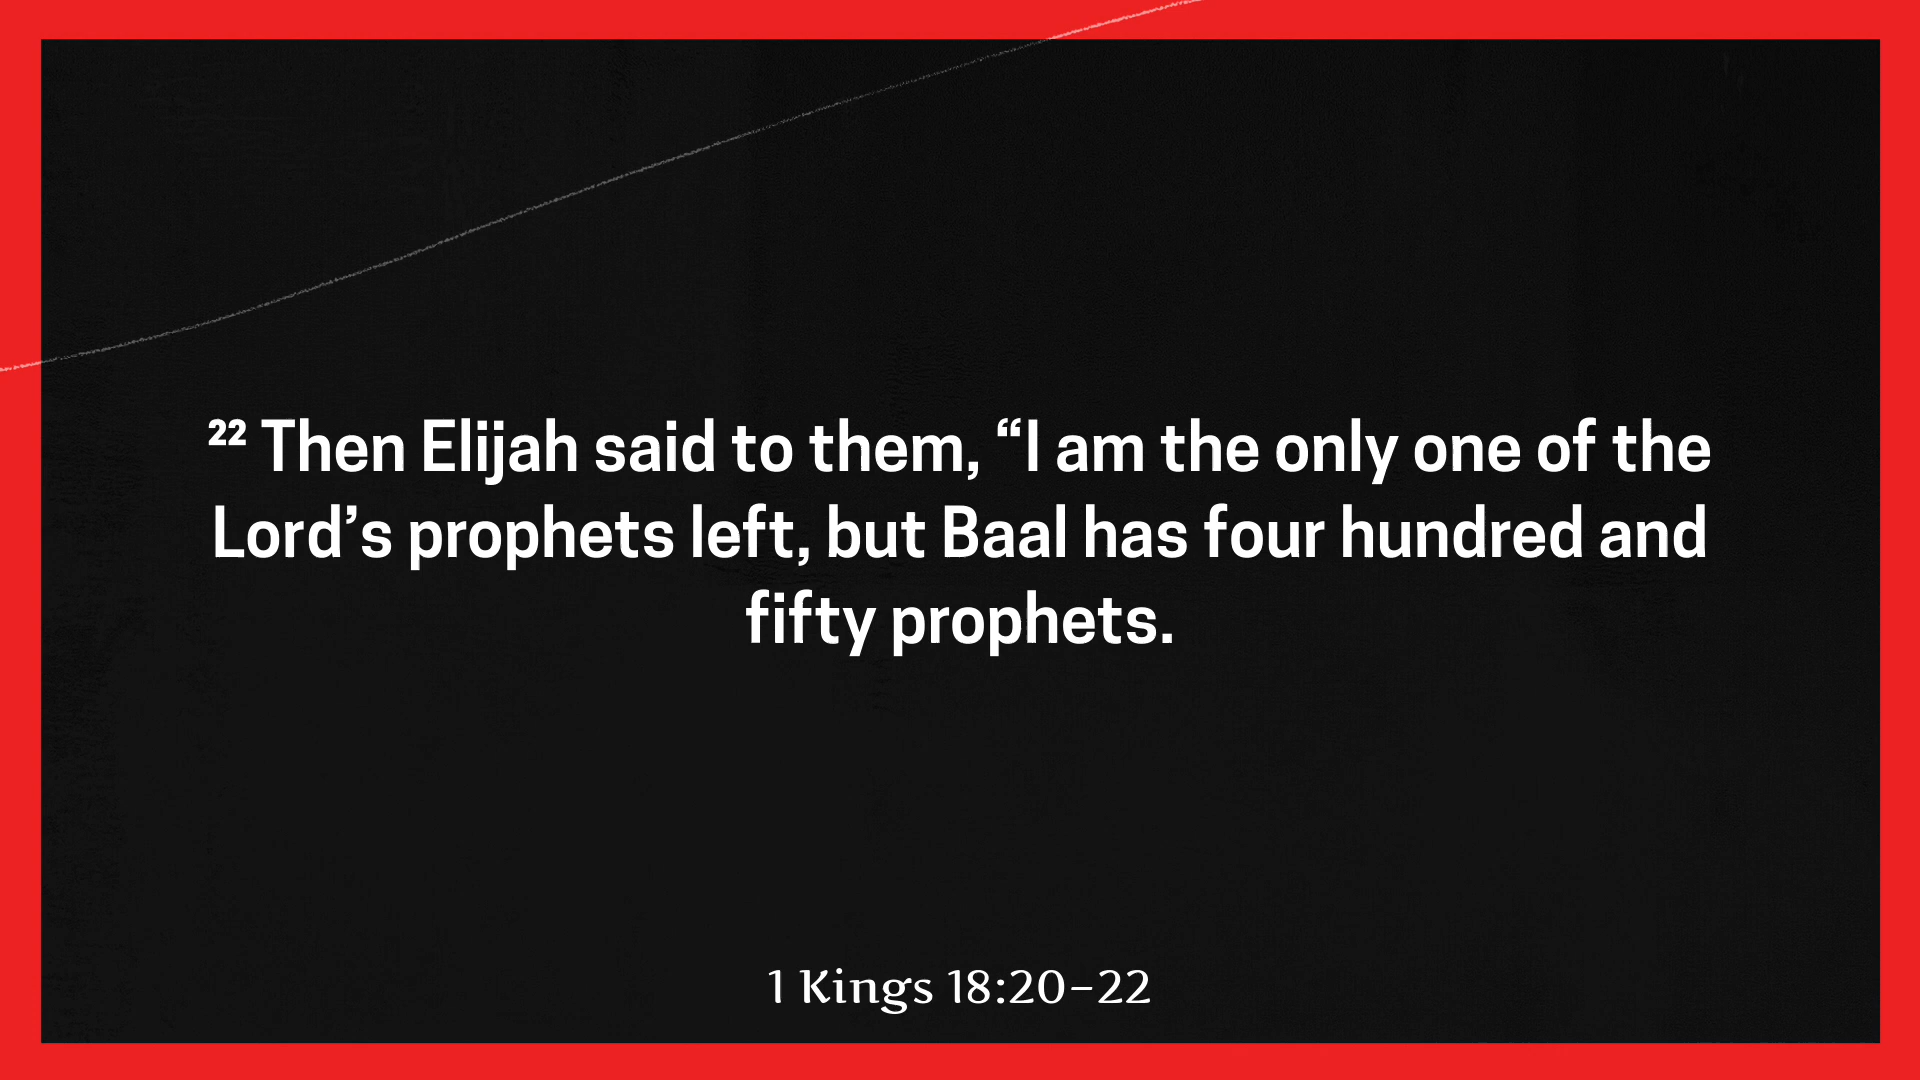 ²² Then Elijah said to them, “I am the only one of the
Lord’s prophets left, but Baal has four hundred and
fifty prophets.
1 Kings 18:20-22